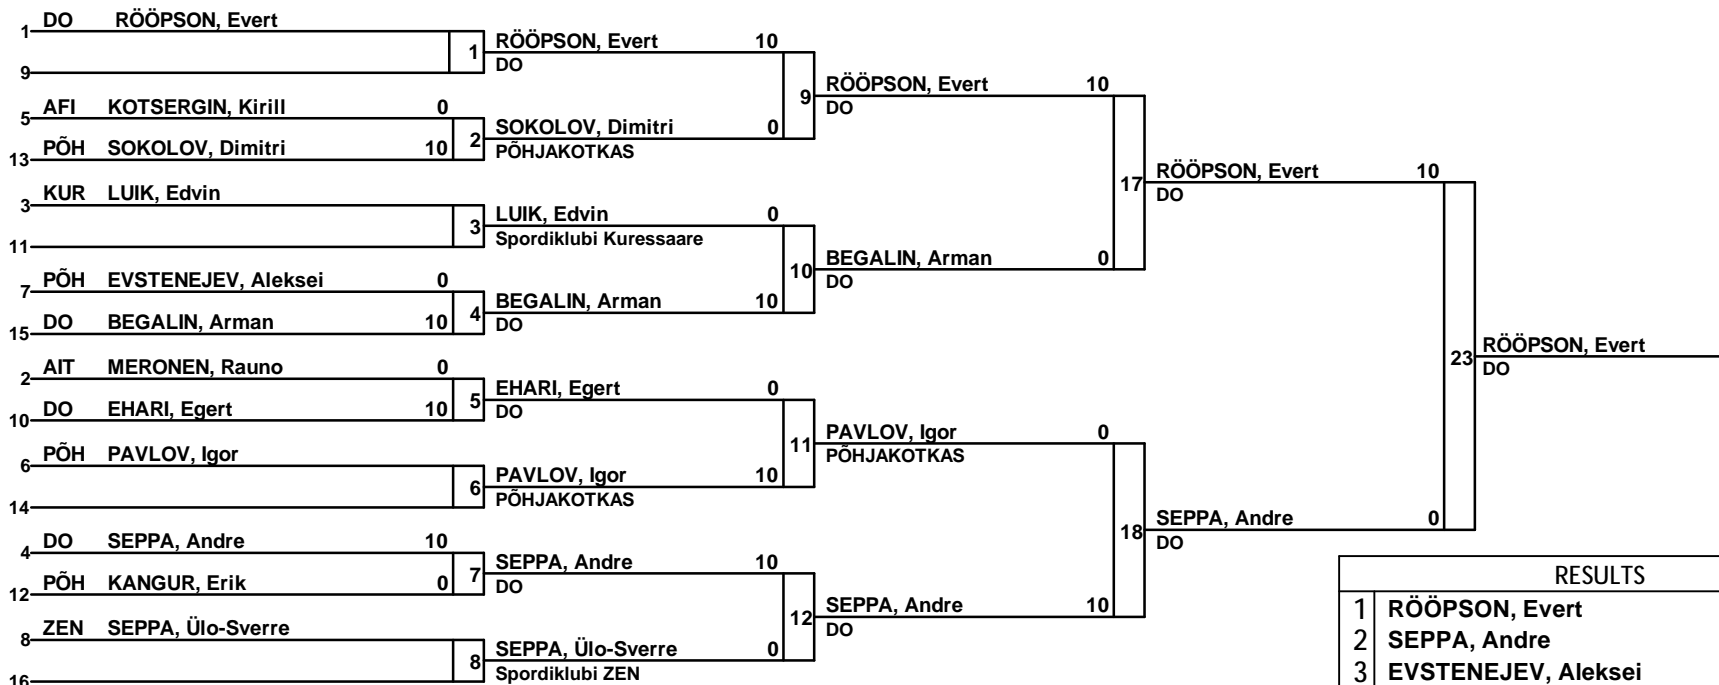 1 DO RÖÖPSON, Evert
9
1 RÖÖPSON, Evert 10
DO
5 AFI KOTSERGIN, Kirill 0
13 PÕH SOKOLOV, Dimitri 10
2 SOKOLOV, Dimitri 0
PÕHJAKOTKAS
9 RÖÖPSON, Evert 10
DO
3 KUR LUIK, Edvin
11
3 LUIK, Edvin 0
Spordiklubi Kuressaare
7 PÕH EVSTENEJEV, Aleksei 0
15 DO BEGALIN, Arman 10
4 BEGALIN, Arman 10
DO
10 BEGALIN, Arman 0
DO
17 RÖÖPSON, Evert 10
DO
2 AIT MERONEN, Rauno 0
10 DO EHARI, Egert 10
5 EHARI, Egert 0
DO
6 PÕH PAVLOV, Igor
14
6 PAVLOV, Igor 10
PÕHJAKOTKAS
11 PAVLOV, Igor 0
PÕHJAKOTKAS
4 DO SEPPA, Andre 10
12 PÕH KANGUR, Erik 0
7 SEPPA, Andre 10
DO
8 ZEN SEPPA, Ülo-Sverre
16
8 SEPPA, Ülo-Sverre 0
Spordiklubi ZEN
12 SEPPA, Andre 10
DO
18 SEPPA, Andre 0
DO
23 RÖÖPSON, Evert
DO
RESULTS
1 RÖÖPSON, Evert
2 SEPPA, Andre
3 EVSTENEJEV, Aleksei